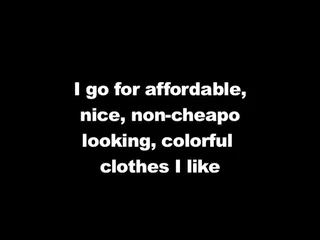 I go for affordable,
nice, non-cheapo
looking, colorful
clothes I like